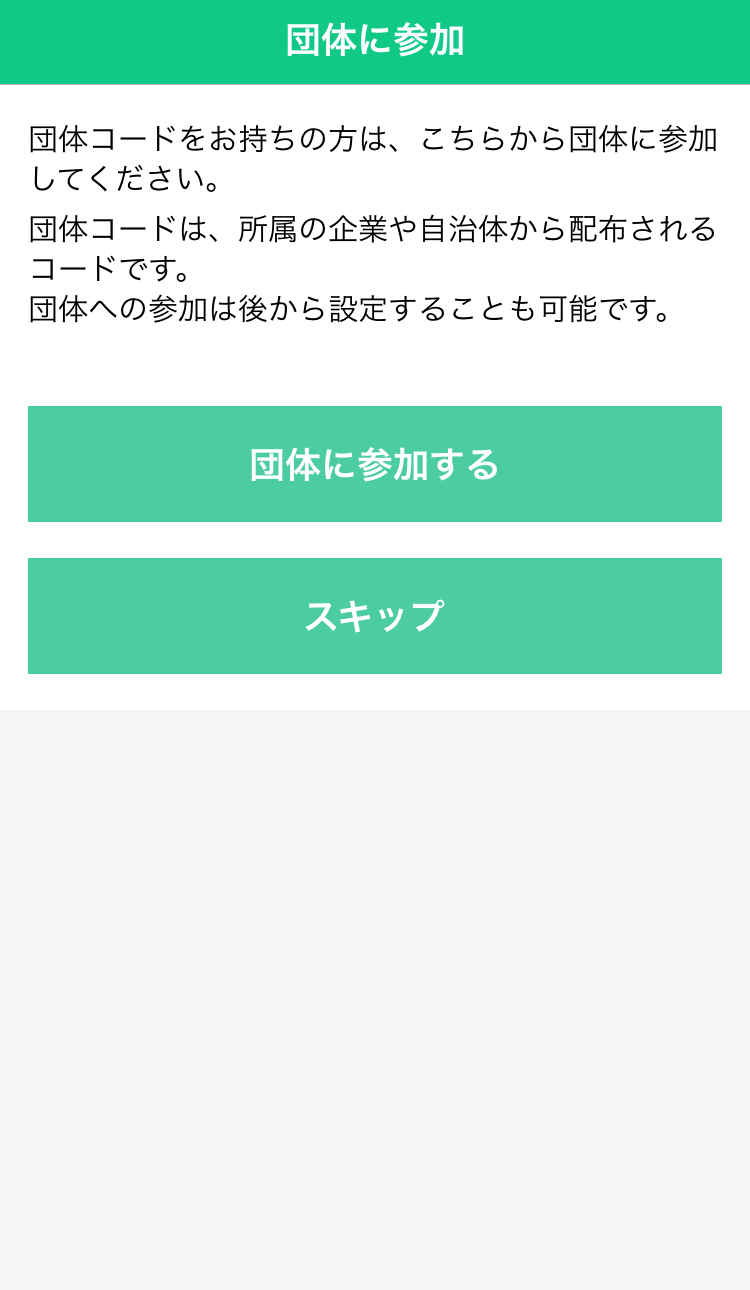 団体に参加
団体コードをお持ちの方は、こちらから団体に参加
してください。
団体コードは、所属の企業や自治体から配布される
コードです。
団体への参加は後から設定することも可能です。
団体に参加する
スキップ